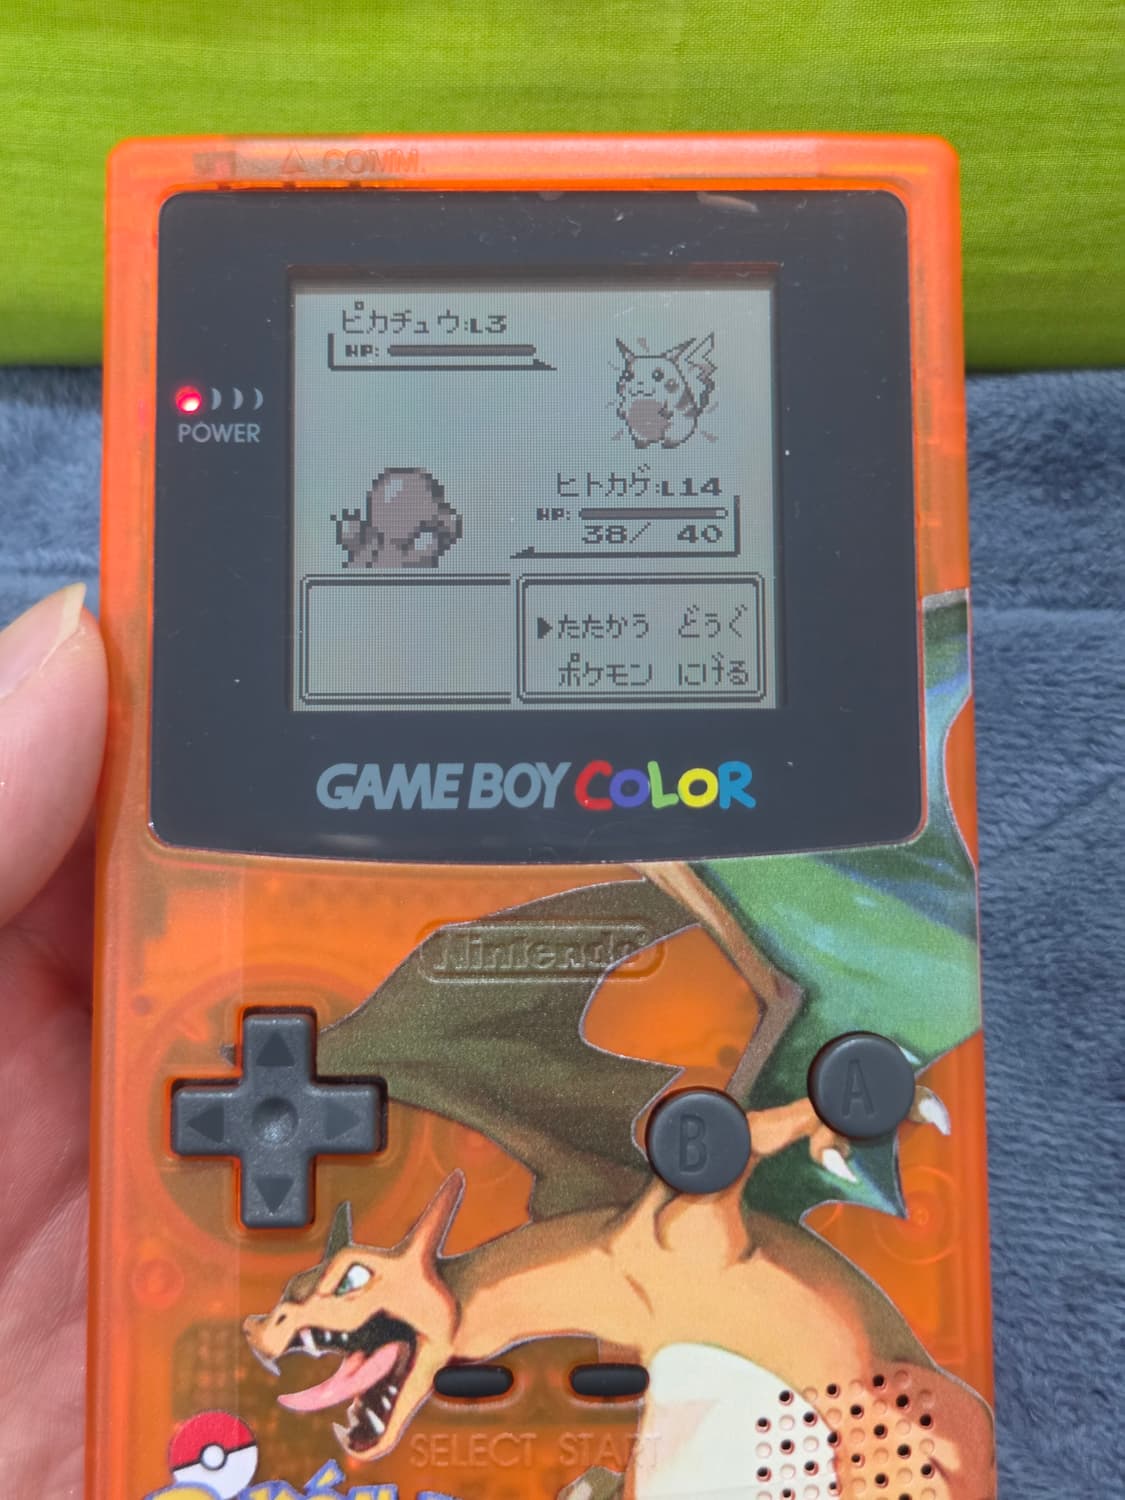 COMM.
ピカチュウ:L3
HP:
POWER
ヒトカゲ:L14
HP:
38/ 40
▶たたかう どうぐ
ポケモン にげる
GAME BOY COLOR
Nintendo®
A
B
SELECT START
Pokémon